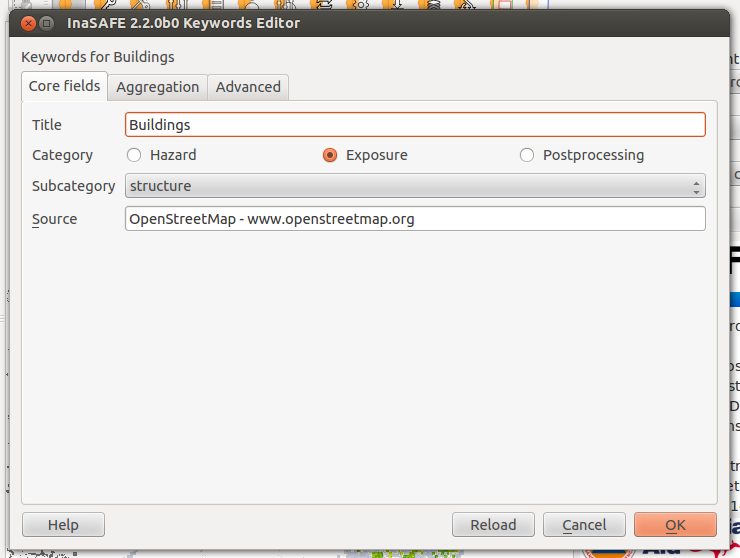 InaSAFE 2.2.0b0 Keywords Editor
Keywords for Buildings
Core fields Aggregation Advanced
Title Buildings
Category Hazard Exposure Postprocessing
Subcategory structure
Source OpenStreetMap - www.openstreetmap.org
Help Reload Cancel OK